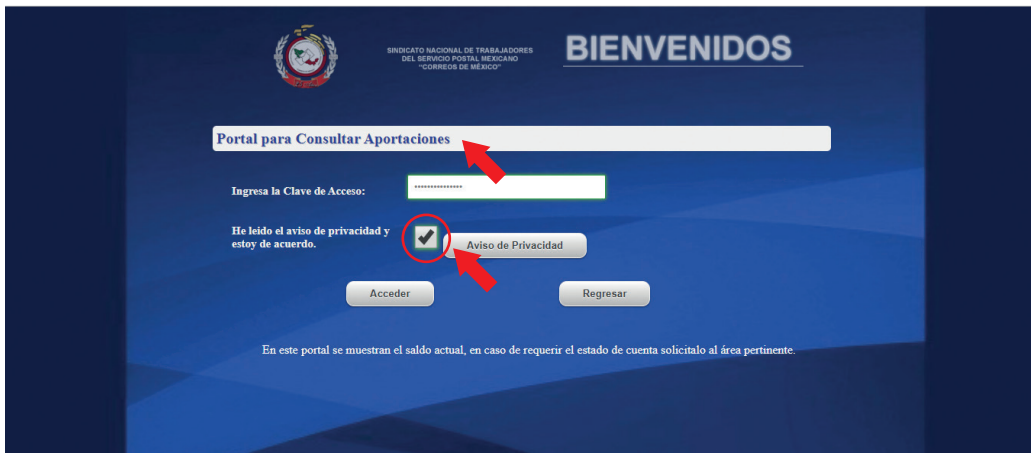 SINDICATO NACIONAL DE TRABAJADORES
DEL SERVICIO POSTAL MEXICANO
"CORREOS DE MÉXICO"
BIENVENIDOS
Portal para Consultar Aportaciones
Ingresa la Clave de Acceso:
He leido el aviso de privacidad y
estoy de acuerdo.
Aviso de Privacidad
Acceder
Regresar
En este portal se muestran el saldo actual, en caso de requerir el estado de cuenta solicitalo al área pertinente.